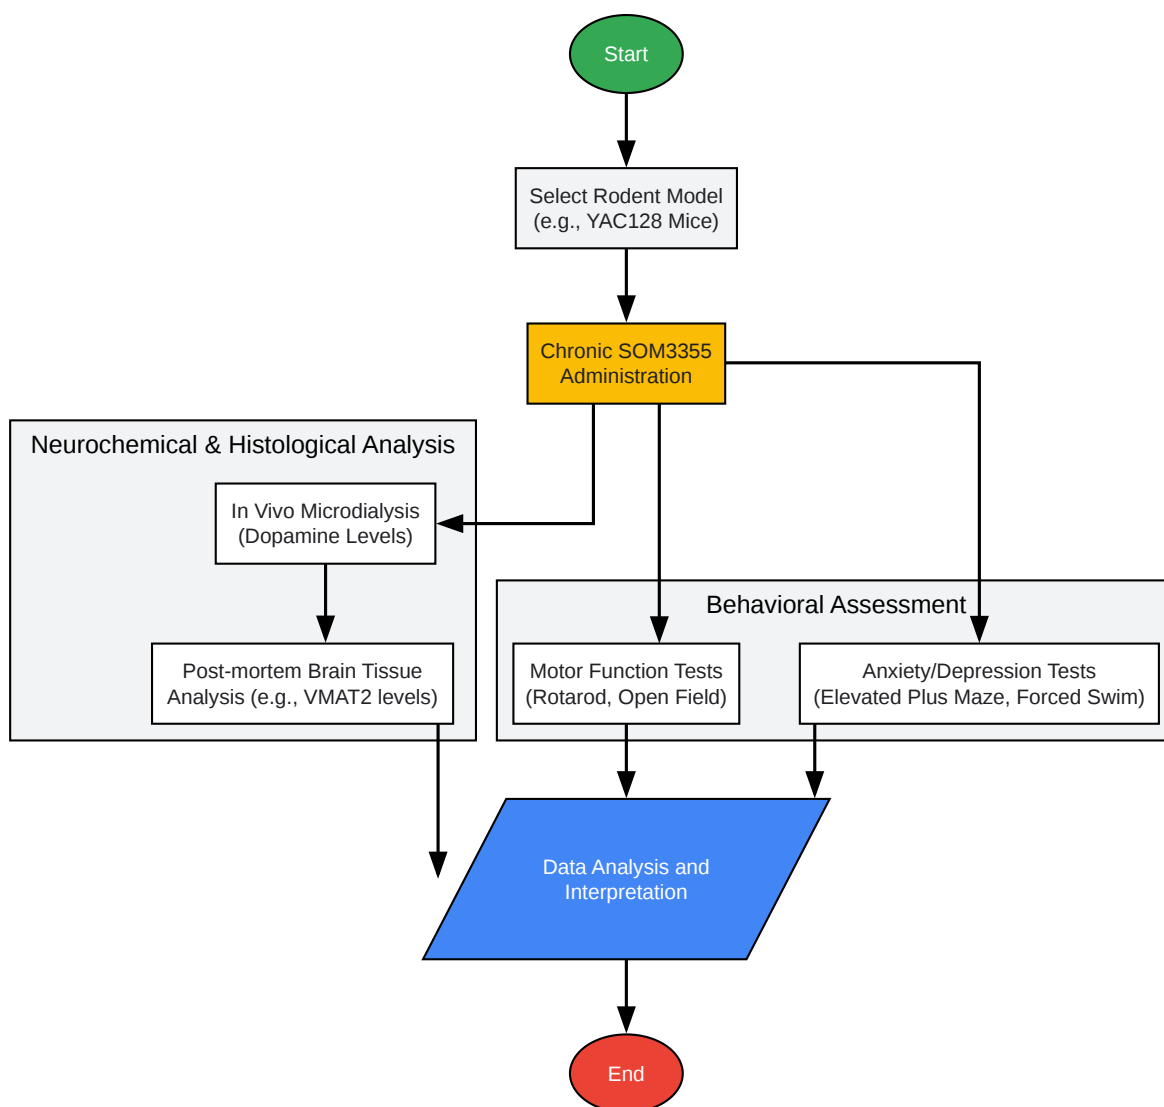 Start
Select Rodent Model
(e.g., YAC128 Mice)
Chronic SOM3355
Administration
Neurochemical & Histological Analysis
In Vivo Microdialysis
(Dopamine Levels)
Post-mortem Brain Tissue
Analysis (e.g., VMAT2 levels)
Behavioral Assessment
Motor Function Tests
(Rotarod, Open Field)
Anxiety/Depression Tests
(Elevated Plus Maze, Forced Swim)
Data Analysis and
Interpretation
End